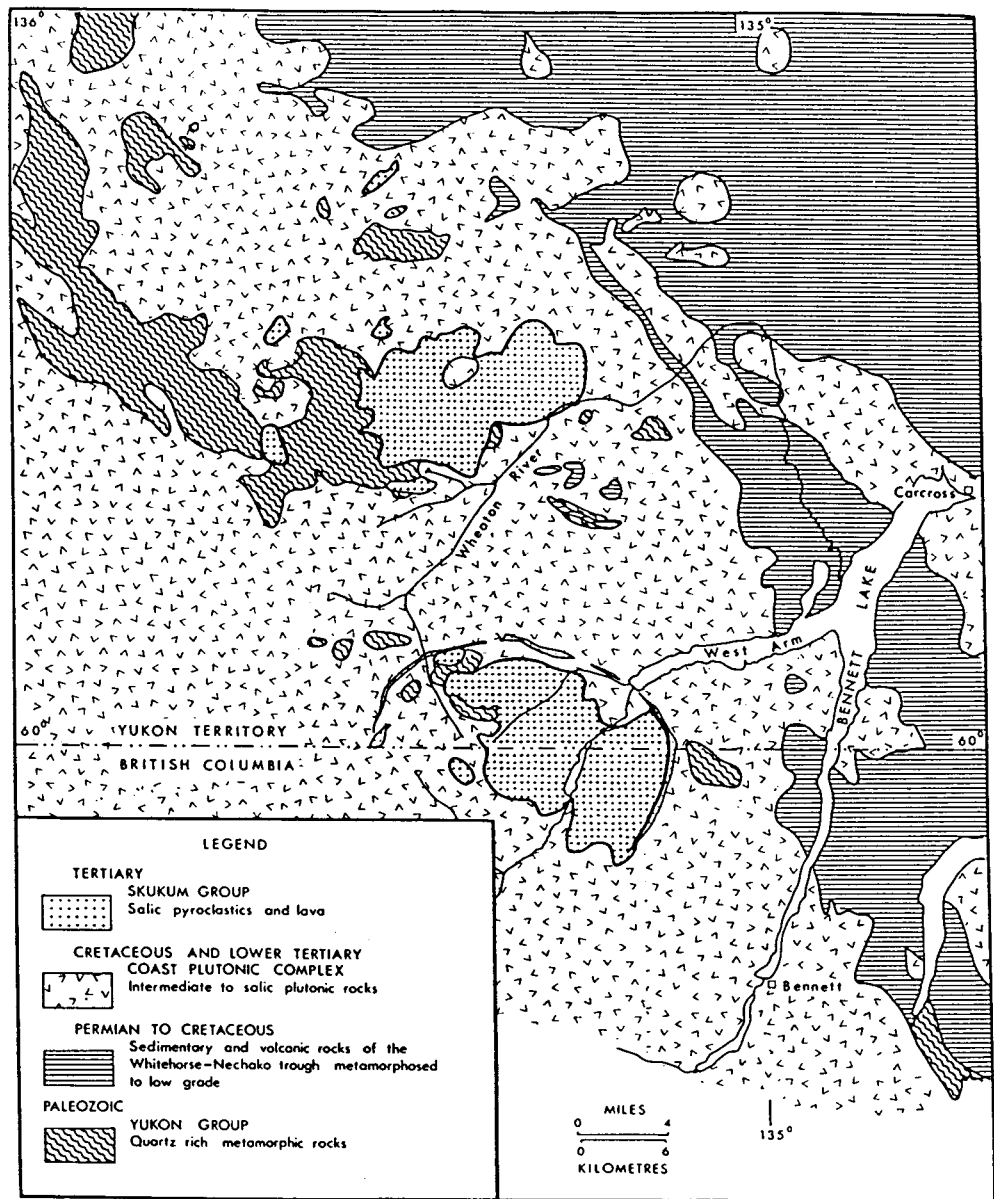 136°
135°
Wheaton River
Carcross
BENNETT LAKE
West Arm
60°
YUKON TERRITORY
60°
BRITISH COLUMBIA
LEGEND
TERTIARY
SKUKUM GROUP
Salic pyroclastics and lava
CRETACEOUS AND LOWER TERTIARY
COAST PLUTONIC COMPLEX
Intermediate to salic plutonic rocks
PERMIAN TO CRETACEOUS
Sedimentary and volcanic rocks of the
Whitehorse-Nechako trough metamorphosed
to low grade
PALEOZOIC
YUKON GROUP
Quartz rich metamorphic rocks
Bennett
MILES
0 4
0 6
KILOMETRES
135°